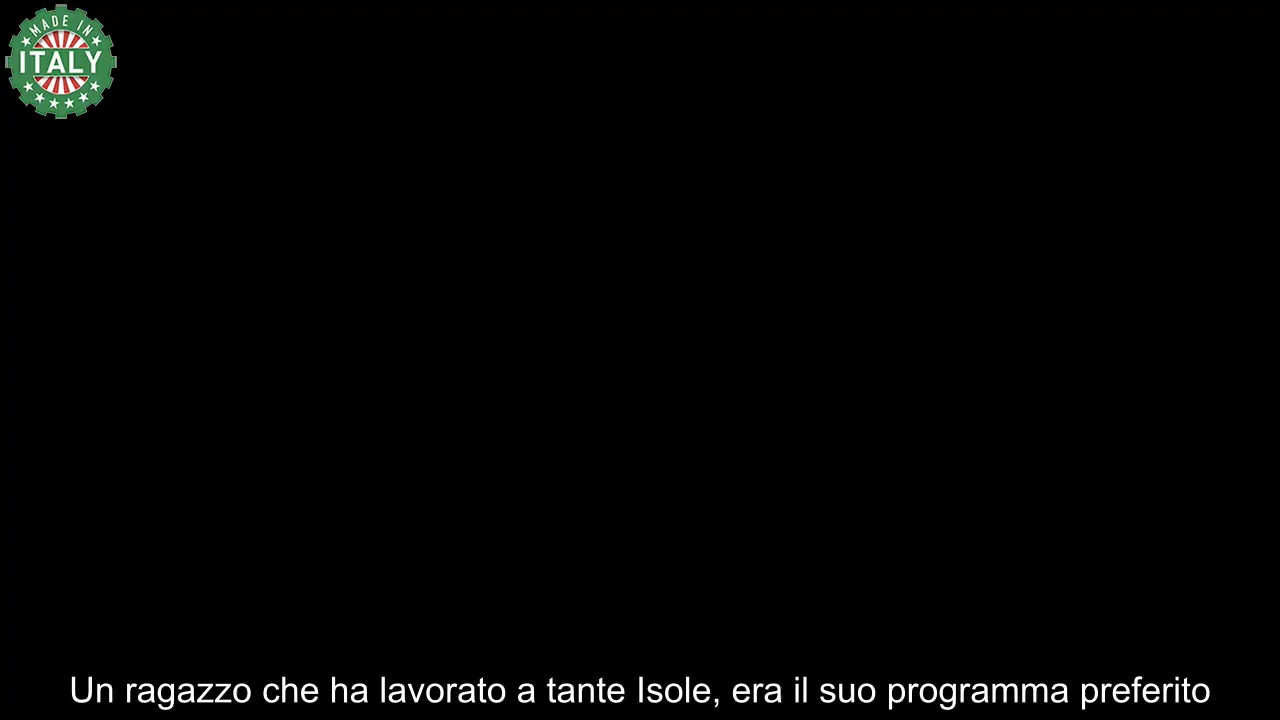 MADE IN
ITALY
Un ragazzo che ha lavorato a tante Isole, era il suo programma preferito